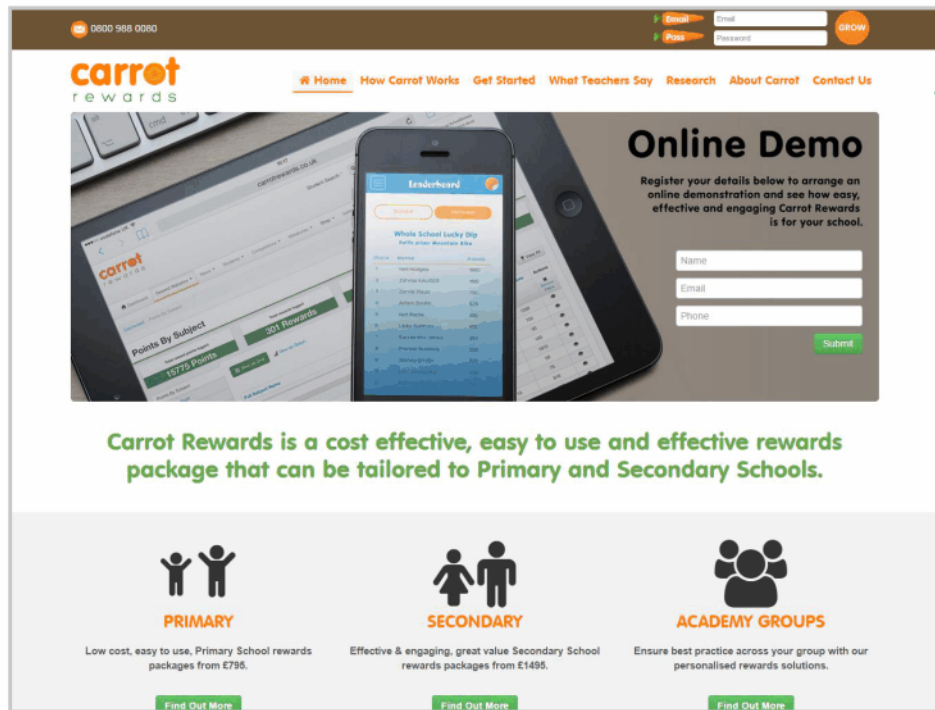 0800 988 0080
Email
Email
Pass
Password
GROW
carrot
rewards
Home How Carrot Works Get Started What Teachers Say Research About Carrot Contact Us
carrotrewards.co.uk
carrot
rewards
Points By Subject
15775 Points
301 Rewards
Leaderboard
Whole School Lucky Dip
Online Demo
Register your details below to arrange an
online demonstration and see how easy,
effective and engaging Carrot Rewards
is for your school.
Name
Email
Phone
Submit
Carrot Rewards is a cost effective, easy to use and effective rewards
package that can be tailored to Primary and Secondary Schools.
PRIMARY
Low cost, easy to use, Primary School rewards
packages from £795.
Find Out More
SECONDARY
Effective & engaging, great value Secondary School
rewards packages from £1495.
Find Out More
ACADEMY GROUPS
Ensure best practice across your group with our
personalised rewards solutions.
Find Out More